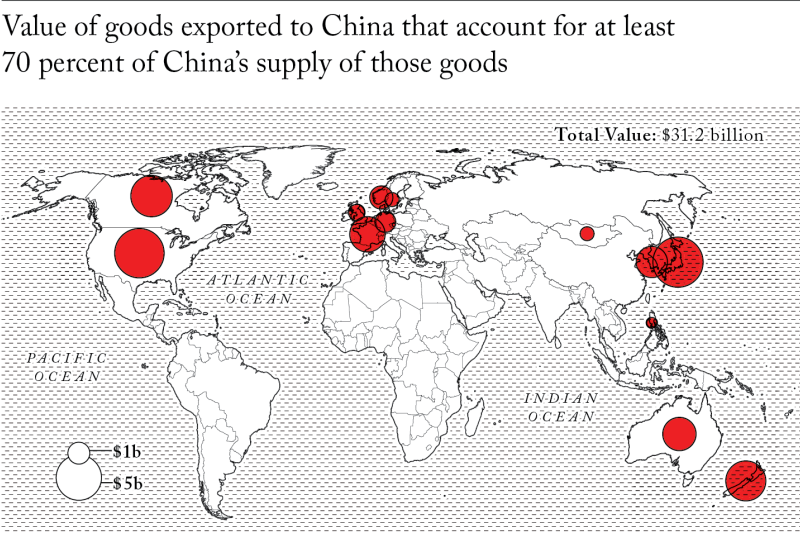 Value of goods exported to China that account for at least
70 percent of China’s supply of those goods
Total Value: $31.2 billion
ATLANTIC
OCEAN
PACIFIC
OCEAN
INDIAN
OCEAN
$1b
$5b